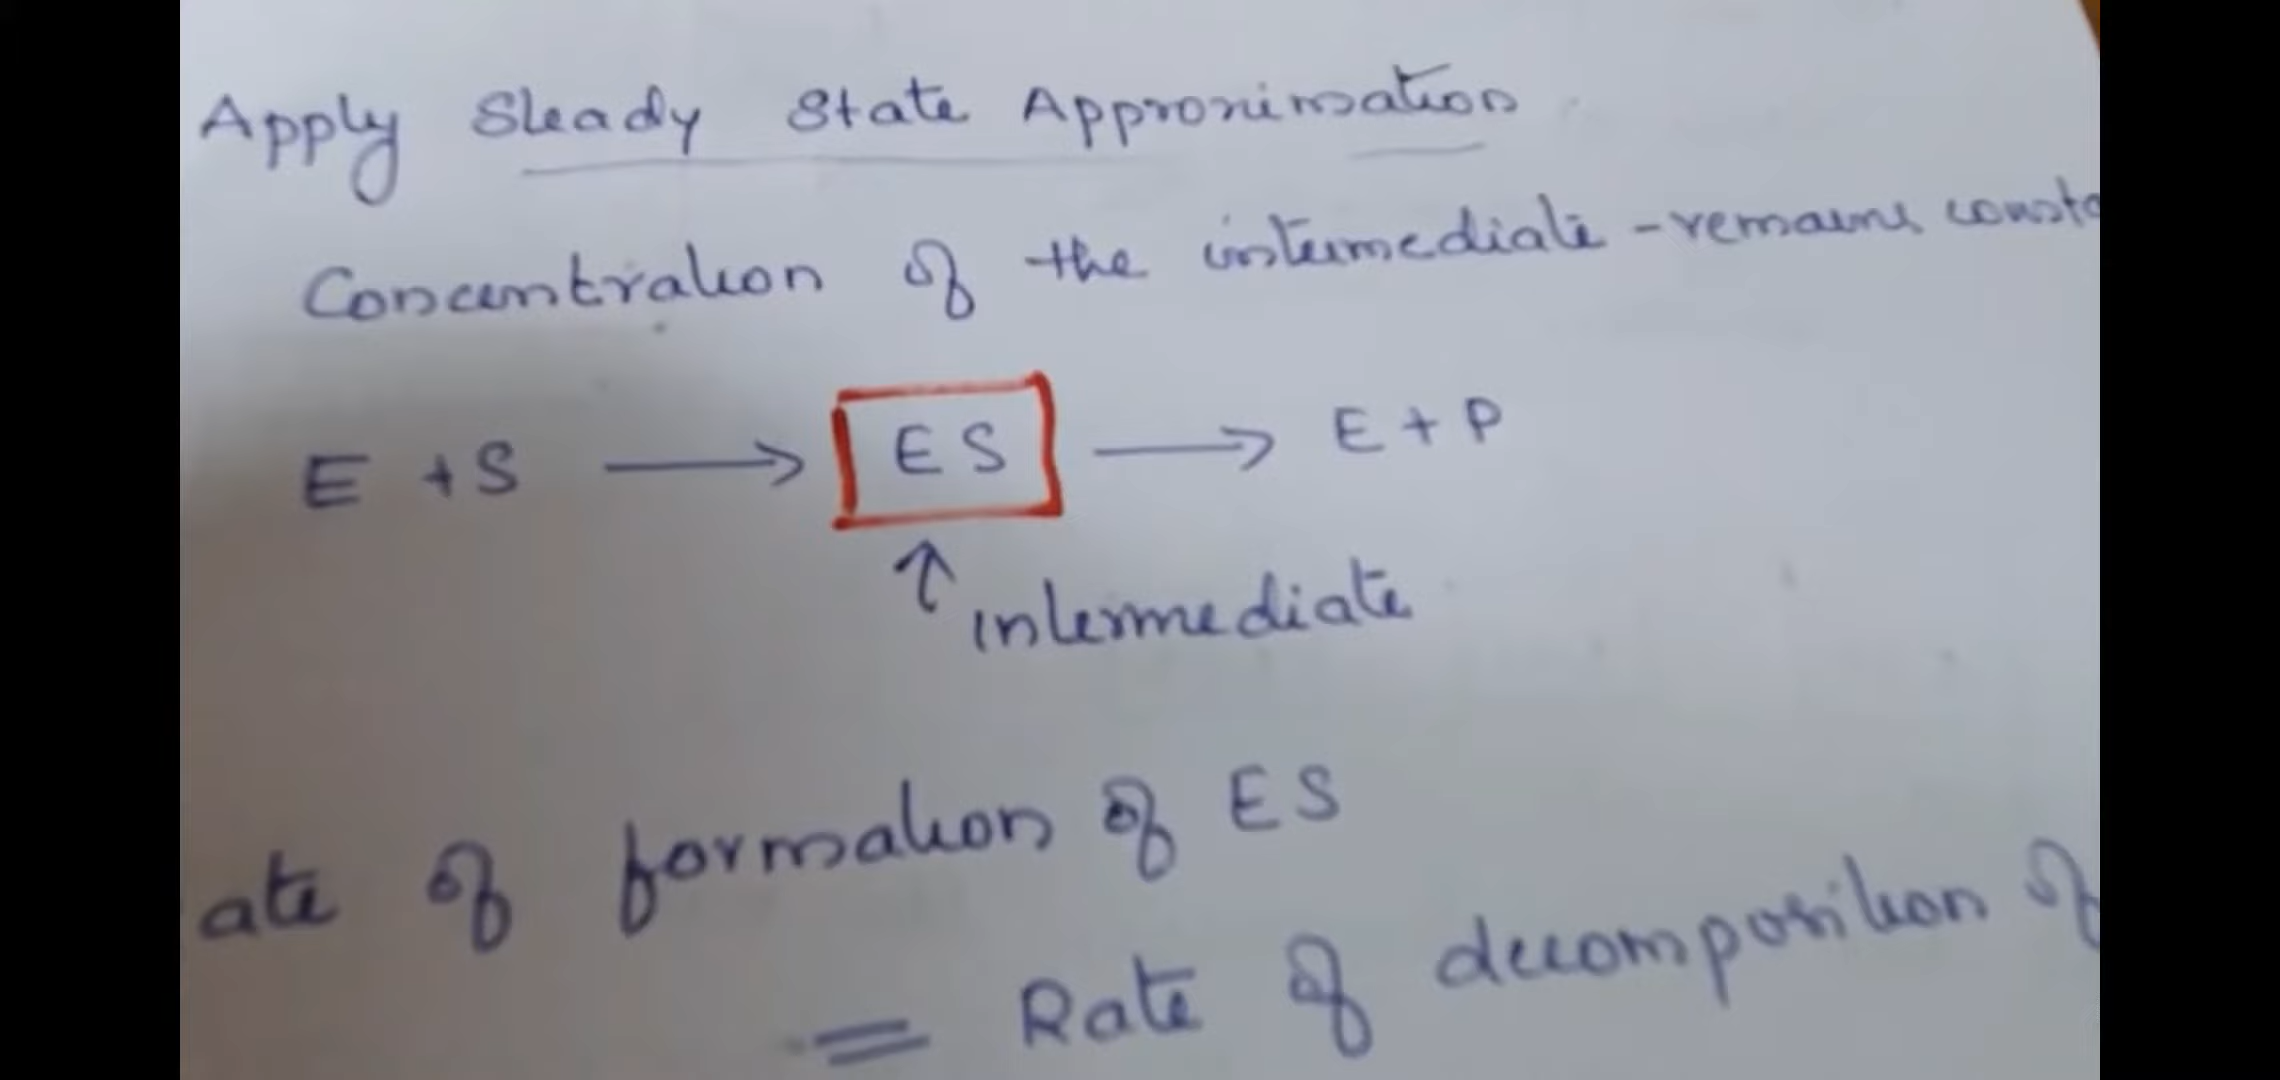 Apply Steady State Approximation
Concentration of the intermediate - remains consta
E + S → ES → E + P
↑ Intermediate
ate of formation of ES
= Rate of decomposition of